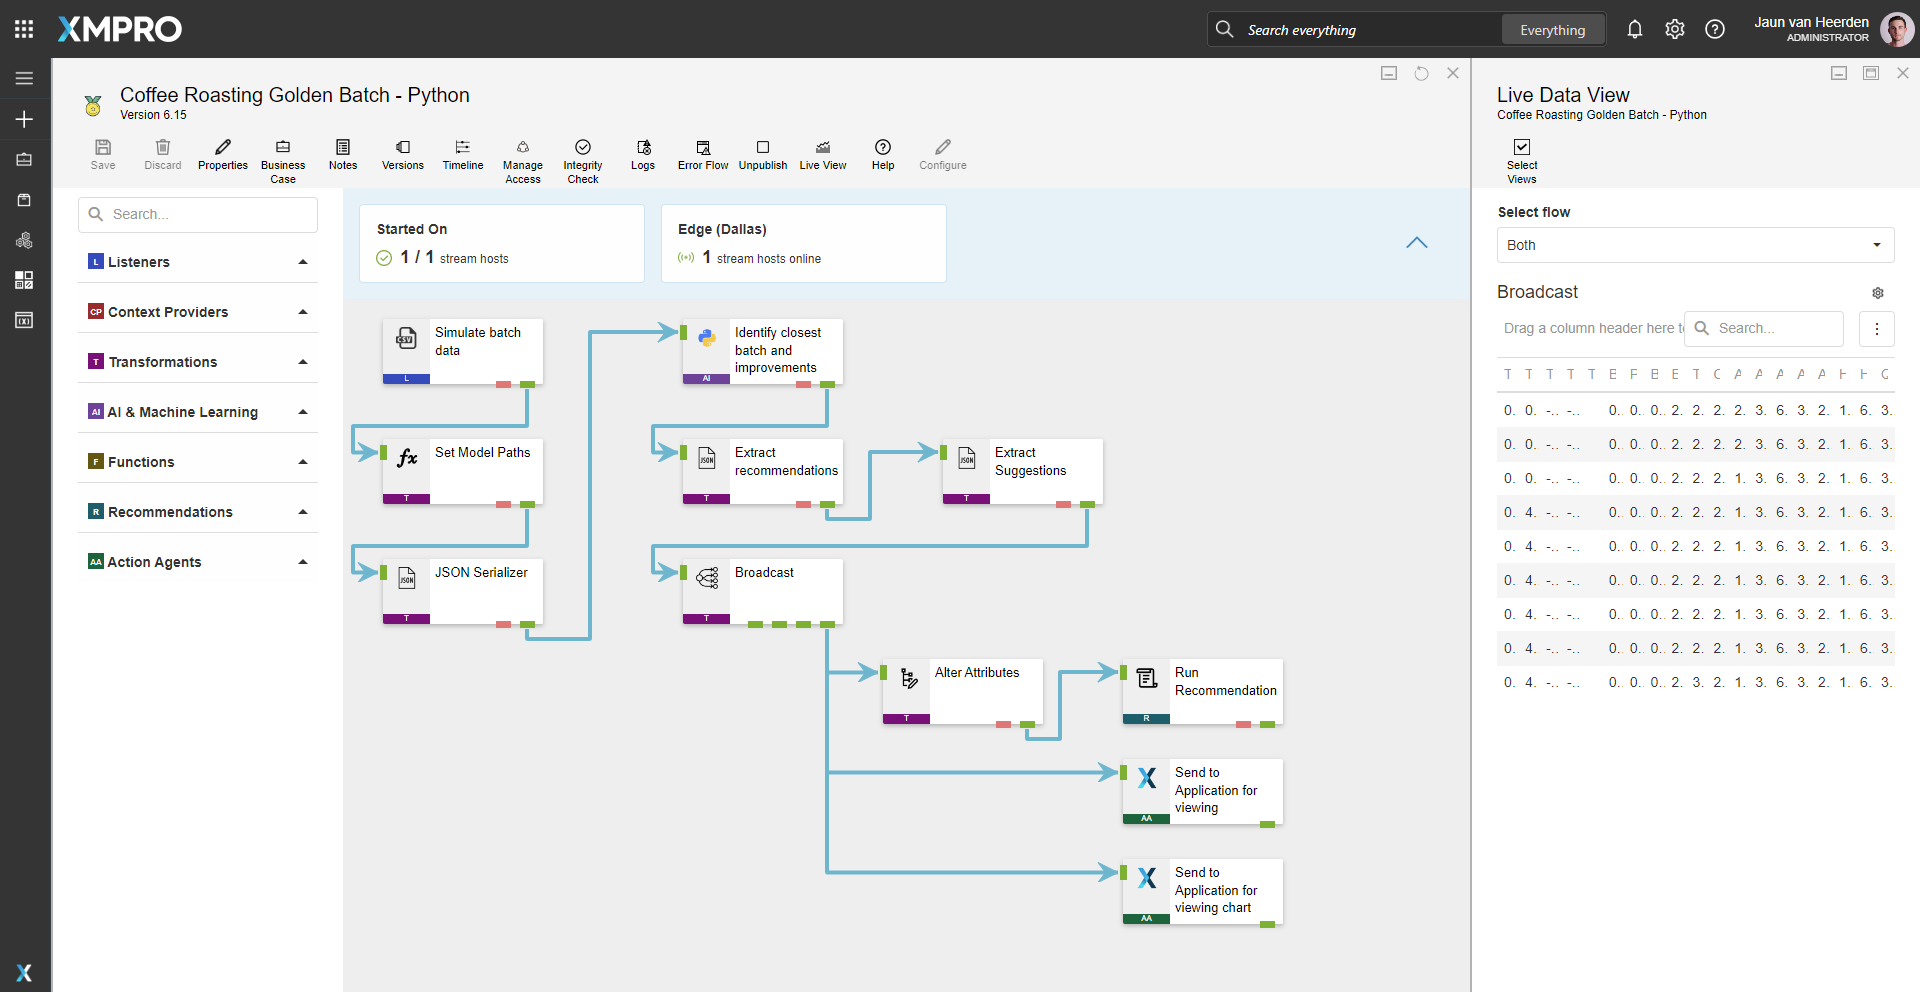 XMPRO
Search everything
Everything
Jaun van Heerden
ADMINISTRATOR
Coffee Roasting Golden Batch - Python
Version 6.15
Save
Discard
Properties
Business
Case
Notes
Versions
Timeline
Manage
Access
Integrity
Check
Logs
Error Flow
Unpublish
Live View
Help
Configure
Search...
L Listeners
CP Context Providers
T Transformations
AI AI & Machine Learning
F Functions
R Recommendations
AA Action Agents
Started On
1 / 1 stream hosts
Edge (Dallas)
1 stream hosts online
CSV
Simulate batch
data
L
Identify closest
batch and
improvements
AI
fx
Set Model Paths
T
JSON
Extract
recommendations
T
JSON
Extract
Suggestions
T
JSON
JSON Serializer
T
Broadcast
T
Alter Attributes
T
Run
Recommendation
R
Send to
Application for
viewing
AA
Send to
Application for
viewing chart
AA
Live Data View
Coffee Roasting Golden Batch - Python
Select
Views
Select flow
Both
Broadcast
Drag a column header here to
Search...
T T T T T E F E E T C A A A A A H H C
0. 0. -. -. 0. 0. 0. 2. 2. 2. 2. 3. 6. 3. 2. 1. 6. 3.
0. 0. -. -. 0. 0. 0. 2. 2. 2. 2. 3. 6. 3. 2. 1. 6. 3.
0. 0. -. -. 0. 0. 0. 2. 2. 2. 1. 3. 6. 3. 2. 1. 6. 3.
0. 4. -. -. 0. 0. 0. 2. 2. 2. 1. 3. 6. 3. 2. 1. 6. 3.
0. 4. -. -. 0. 0. 0. 2. 2. 2. 1. 3. 6. 3. 2. 1. 6. 3.
0. 4. -. -. 0. 0. 0. 2. 2. 2. 1. 3. 6. 3. 2. 1. 6. 3.
0. 4. -. -. 0. 0. 0. 2. 2. 2. 1. 3. 6. 3. 2. 1. 6. 3.
0. 4. -. -. 0. 0. 0. 2. 2. 2. 1. 3. 6. 3. 2. 1. 6. 3.
0. 4. -. -. 0. 0. 0. 2. 3. 2. 1. 3. 6. 3. 2. 1. 6. 3.